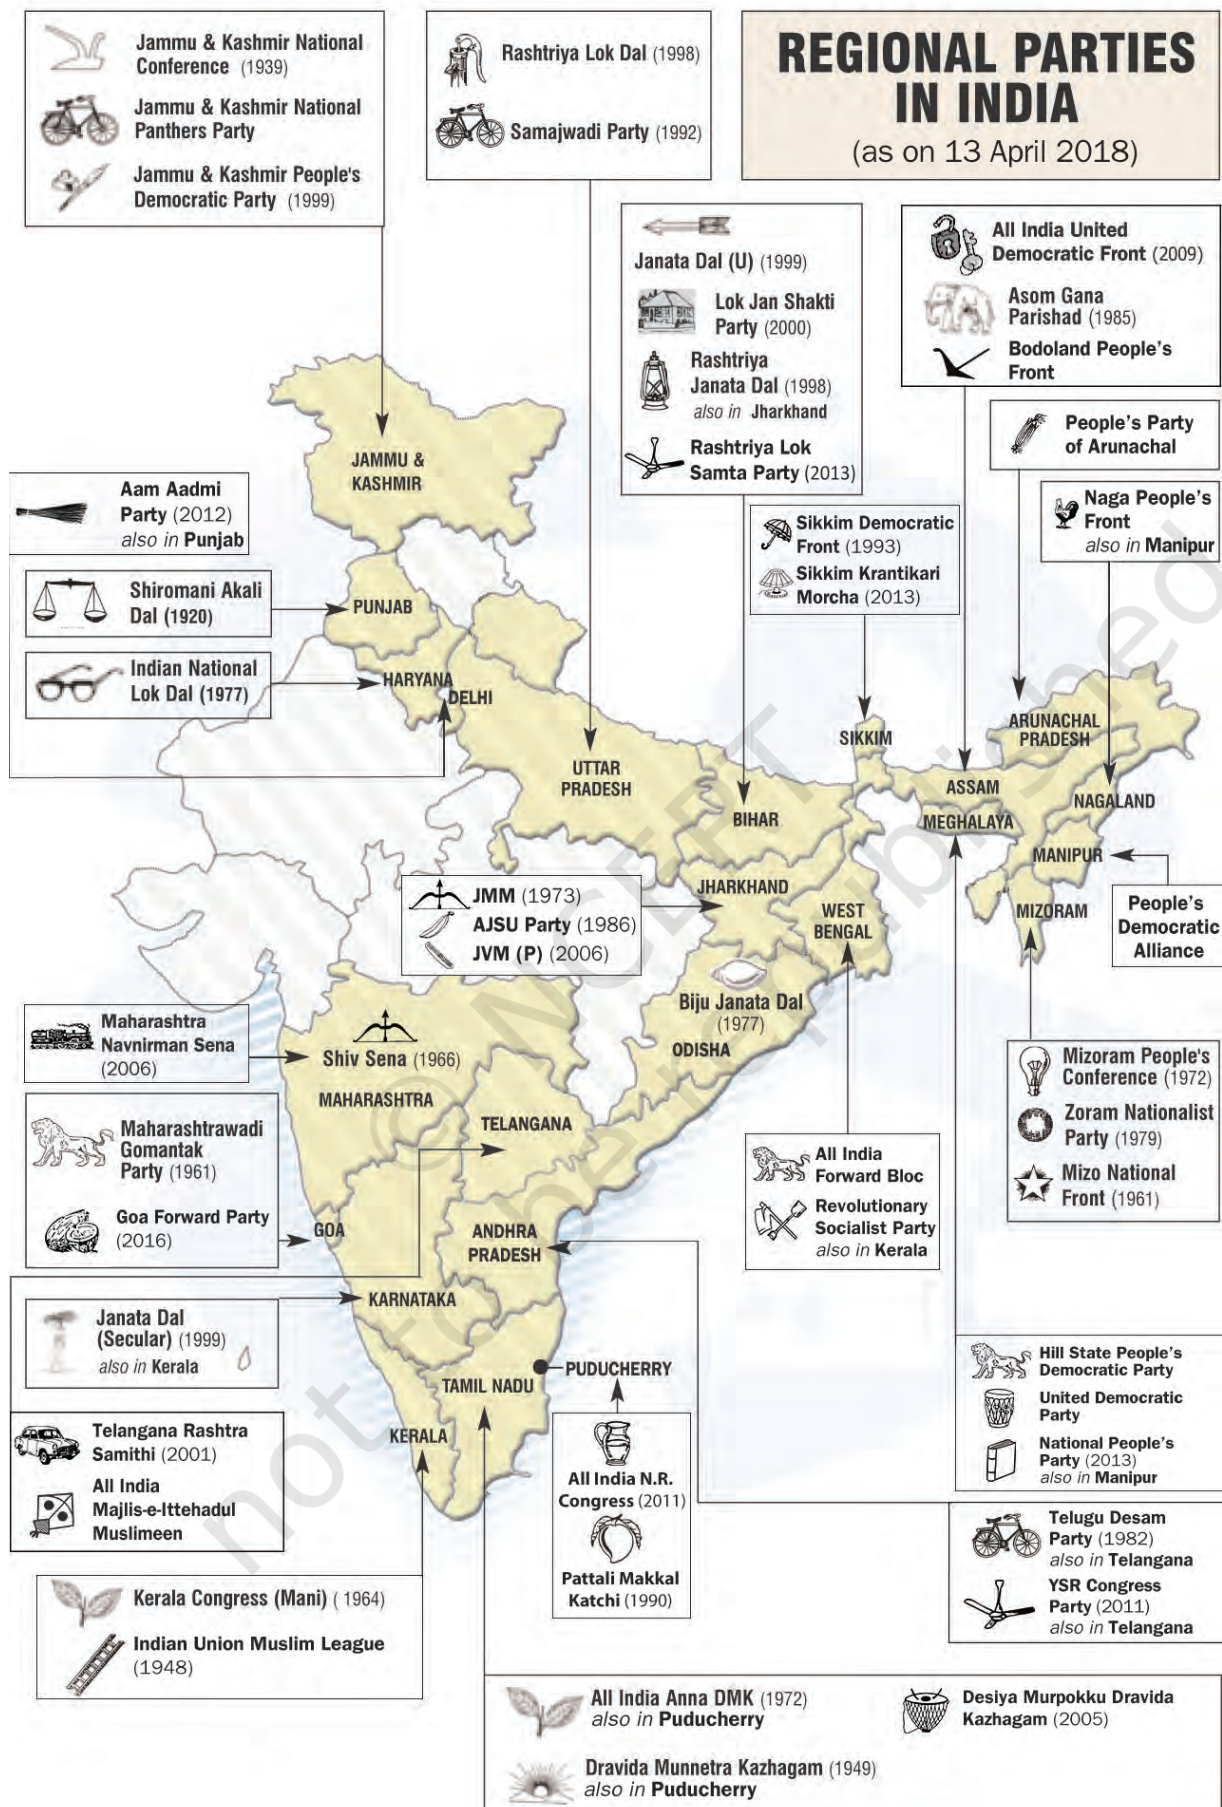 REGIONAL PARTIES
IN INDIA
(as on 13 April 2018)
Jammu & Kashmir National
Conference (1939)
Jammu & Kashmir National
Panthers Party
Jammu & Kashmir People's
Democratic Party (1999)
Rashtriya Lok Dal (1998)
Samajwadi Party (1992)
Janata Dal (U) (1999)
Lok Jan Shakti
Party (2000)
Rashtriya
Janata Dal (1998)
also in Jharkhand
Rashtriya Lok
Samta Party (2013)
All India United
Democratic Front (2009)
Asom Gana
Parishad (1985)
Bodoland People's
Front
People's Party
of Arunachal
Naga People's
Front
also in Manipur
Sikkim Democratic
Front (1993)
Sikkim Krantikari
Morcha (2013)
Aam Aadmi
Party (2012)
also in Punjab
Shiromani Akali
Dal (1920)
Indian National
Lok Dal (1977)
JAMMU &
KASHMIR
PUNJAB
HARYANA
DELHI
UTTAR
PRADESH
BIHAR
SIKKIM
ARUNACHAL
PRADESH
ASSAM
NAGALAND
MEGHALAYA
MANIPUR
MIZORAM
JHARKHAND
WEST
BENGAL
People's
Democratic
Alliance
JMM (1973)
AJSU Party (1986)
JVM (P) (2006)
Biju Janata Dal
(1977)
ODISHA
Maharashtra
Navnirman Sena
(2006)
Shiv Sena (1966)
MAHARASHTRA
TELANGANA
Mizoram People's
Conference (1972)
Zoram Nationalist
Party (1979)
Mizo National
Front (1961)
Maharashtrawadi
Gomantak
Party (1961)
Goa Forward Party
(2016)
GOA
ANDHRA
PRADESH
All India
Forward Bloc
Revolutionary
Socialist Party
also in Kerala
Janata Dal
(Secular) (1999)
also in Kerala
KARNATAKA
PUDUCHERRY
TAMIL NADU
KERALA
Hill State People's
Democratic Party
United Democratic
Party
National People's
Party (2013)
also in Manipur
Telangana Rashtra
Samithi (2001)
All India
Majlis-e-Ittehadul
Muslimeen
All India N.R.
Congress (2011)
Pattali Makkal
Katchi (1990)
Telugu Desam
Party (1982)
also in Telangana
YSR Congress
Party (2011)
also in Telangana
Kerala Congress (Mani) ( 1964)
Indian Union Muslim League
(1948)
All India Anna DMK (1972)
also in Puducherry
Desiya Murpokku Dravida
Kazhagam (2005)
Dravida Munnetra Kazhagam (1949)
also in Puducherry
© NCERT
not to be republished